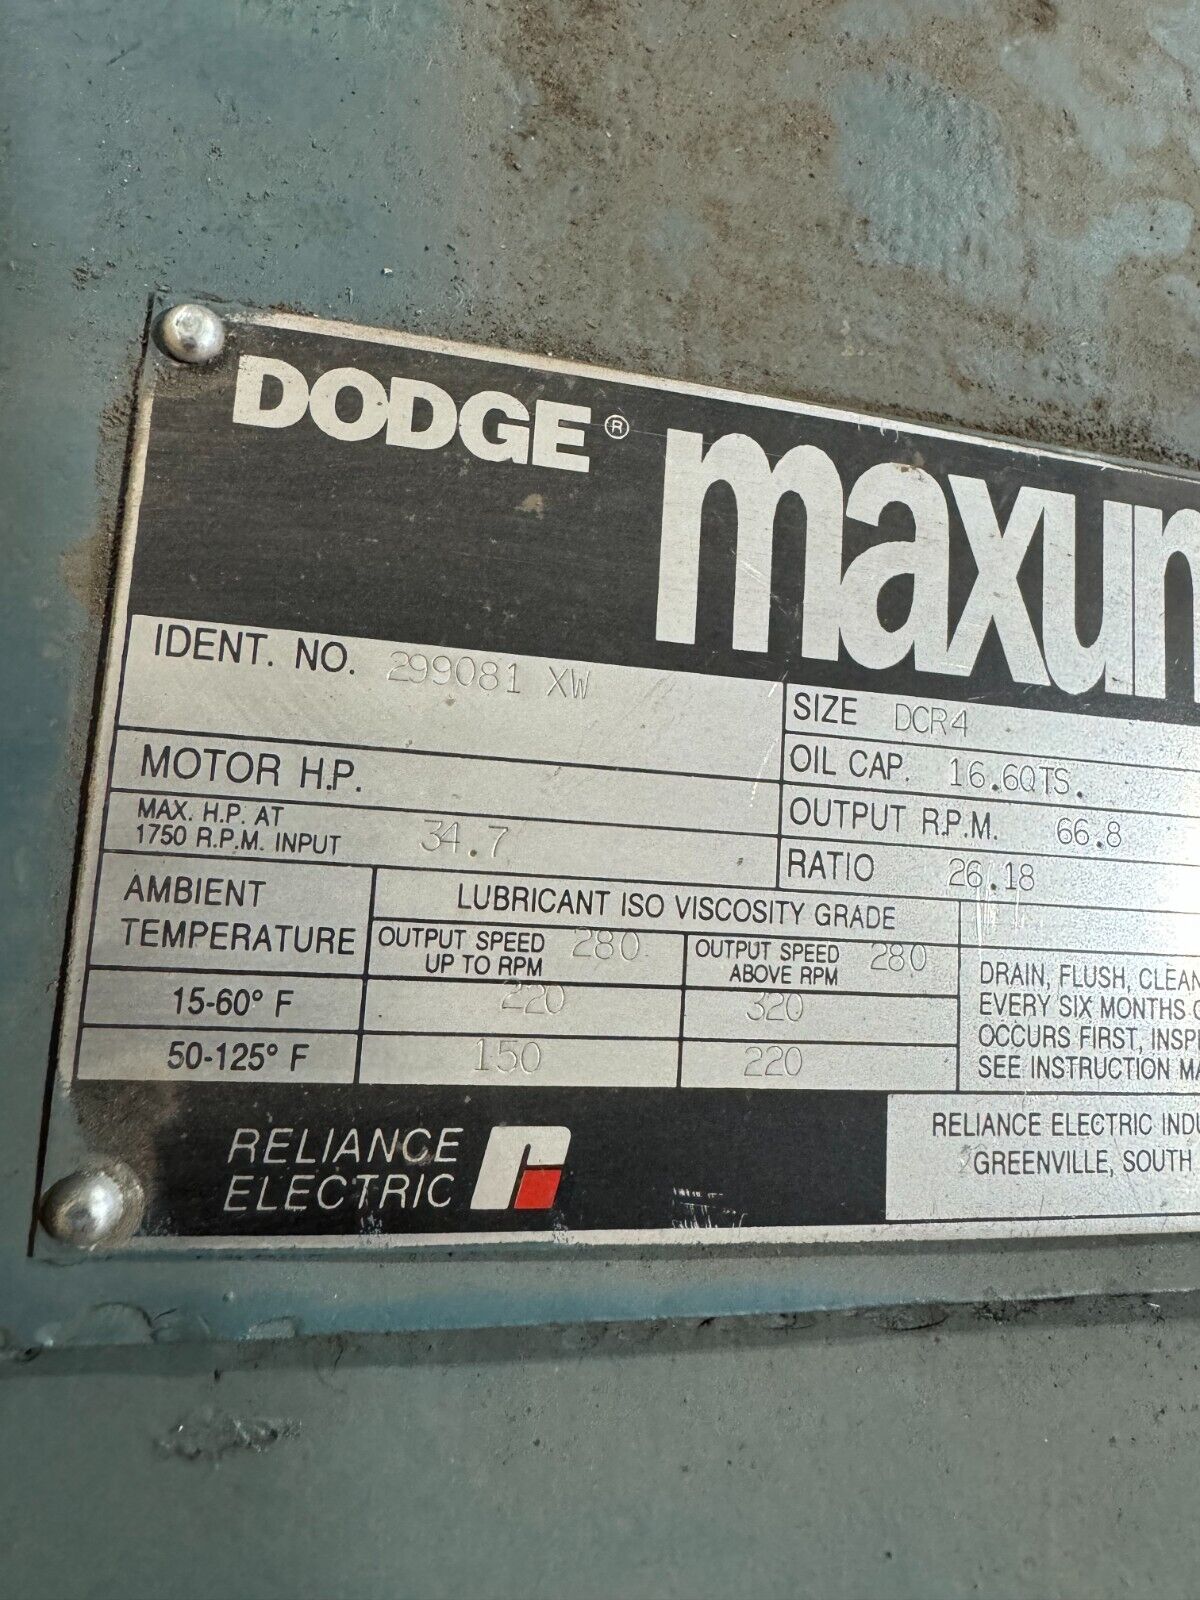 DODGE® maxum
IDENT. NO. 299081 XW
SIZE DCR4
OIL CAP. 16.6QTS.
MOTOR H.P.
OUTPUT R.P.M. 66.8
MAX. H.P. AT
1750 R.P.M. INPUT 34.7
RATIO 26.18
AMBIENT
TEMPERATURE
LUBRICANT ISO VISCOSITY GRADE
OUTPUT SPEED 280
UP TO RPM
OUTPUT SPEED 280
ABOVE RPM
15-60° F 220 320
50-125° F 150 220
DRAIN, FLUSH, CLEAN
EVERY SIX MONTHS O
OCCURS FIRST, INSP
SEE INSTRUCTION MA
RELIANCE
ELECTRIC
RELIANCE ELECTRIC INDU
GREENVILLE, SOUTH